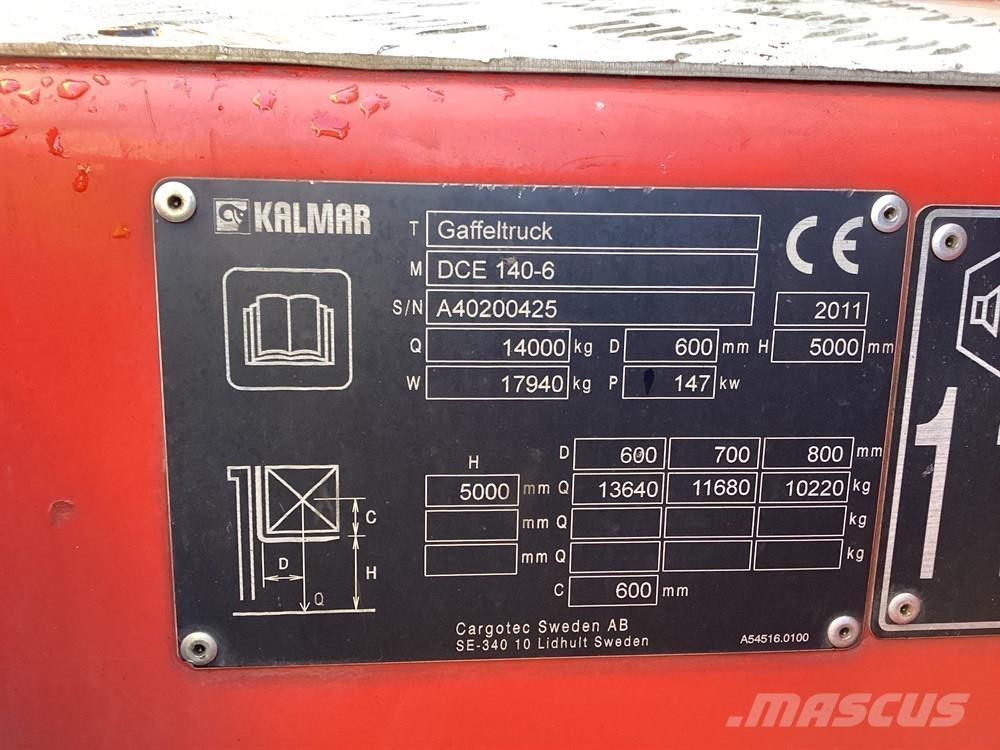 KALMAR
T Gaffeltruck
CE
M DCE 140-6
S/N A40200425 2011
Q 14000 kg D 600 mm H 5000 mm
W 17940 kg P 147 kw
H D 600 700 800 mm
5000 mm Q 13640 11680 10220 kg
mm Q kg
mm Q kg
C 600 mm
C
D
H
Q
Cargotec Sweden AB
SE-340 10 Lidhult Sweden
A54516.0100
1
MASCUS